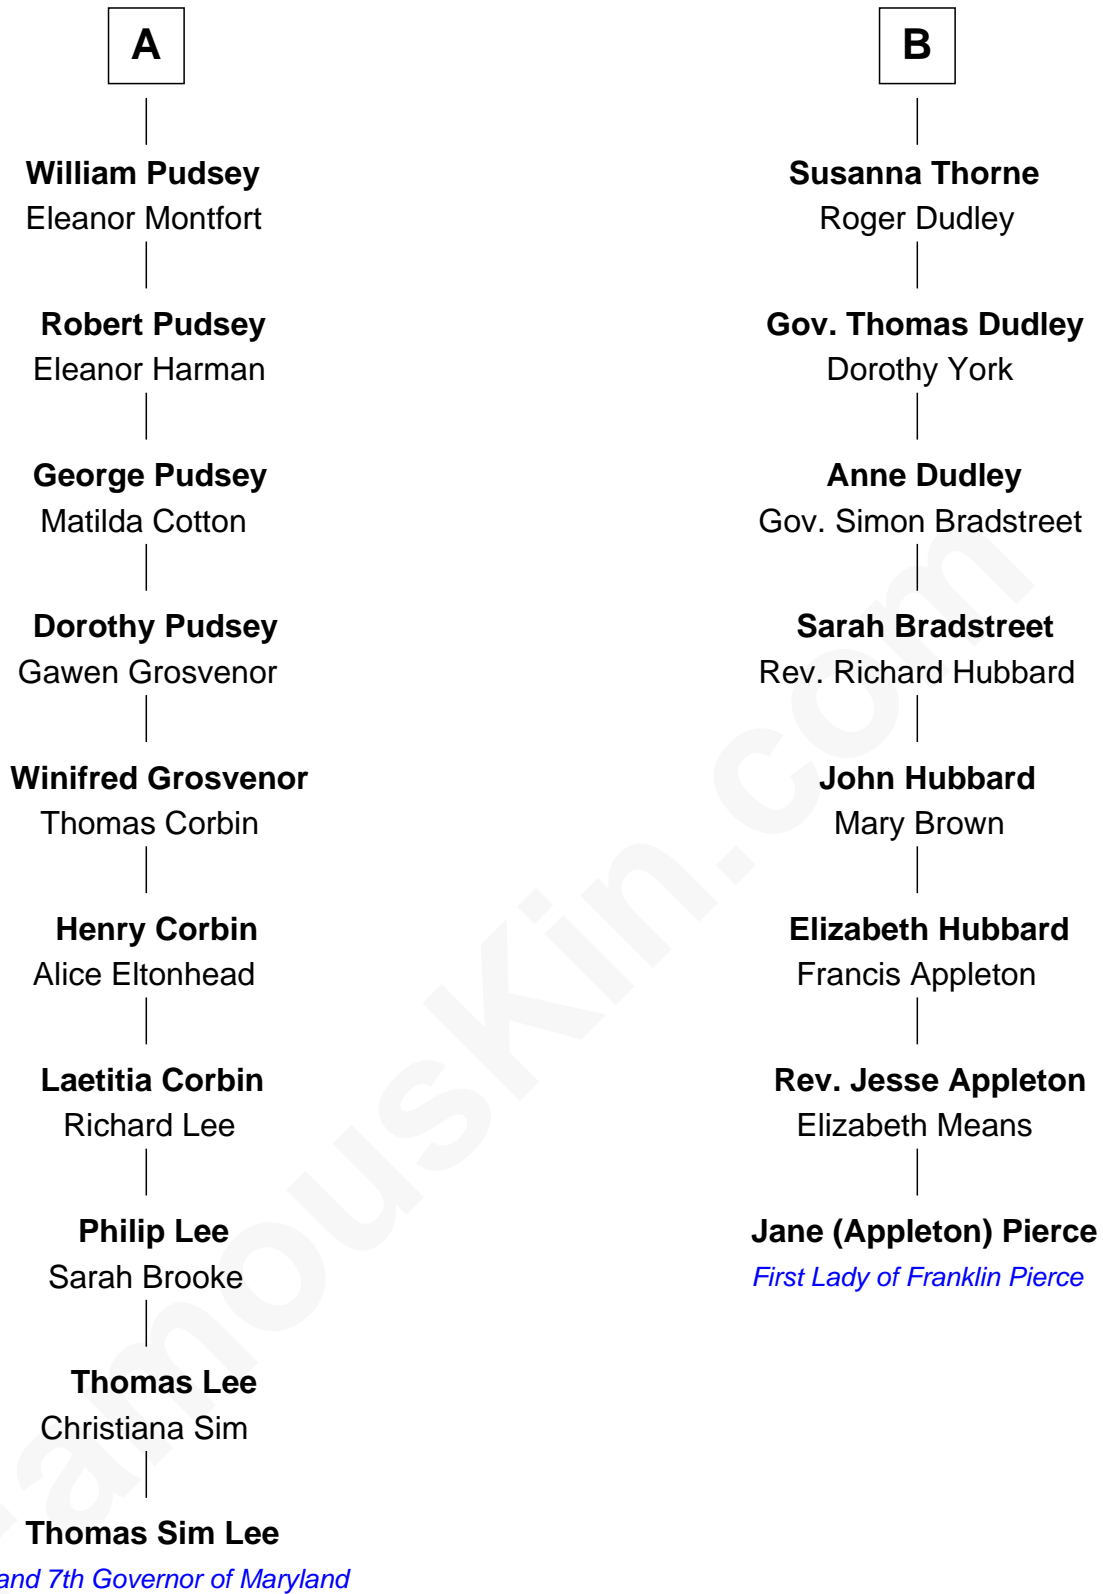 A
William Pudsey
Eleanor Montfort
Robert Pudsey
Eleanor Harman
George Pudsey
Matilda Cotton
Dorothy Pudsey
Gawen Grosvenor
Winifred Grosvenor
Thomas Corbin
Henry Corbin
Alice Eltonhead
Laetitia Corbin
Richard Lee
Philip Lee
Sarah Brooke
Thomas Lee
Christiana Sim
Thomas Sim Lee
and 7th Governor of Maryland
B
Susanna Thorne
Roger Dudley
Gov. Thomas Dudley
Dorothy York
Anne Dudley
Gov. Simon Bradstreet
Sarah Bradstreet
Rev. Richard Hubbard
John Hubbard
Mary Brown
Elizabeth Hubbard
Francis Appleton
Rev. Jesse Appleton
Elizabeth Means
Jane (Appleton) Pierce
First Lady of Franklin Pierce
amousKin.com